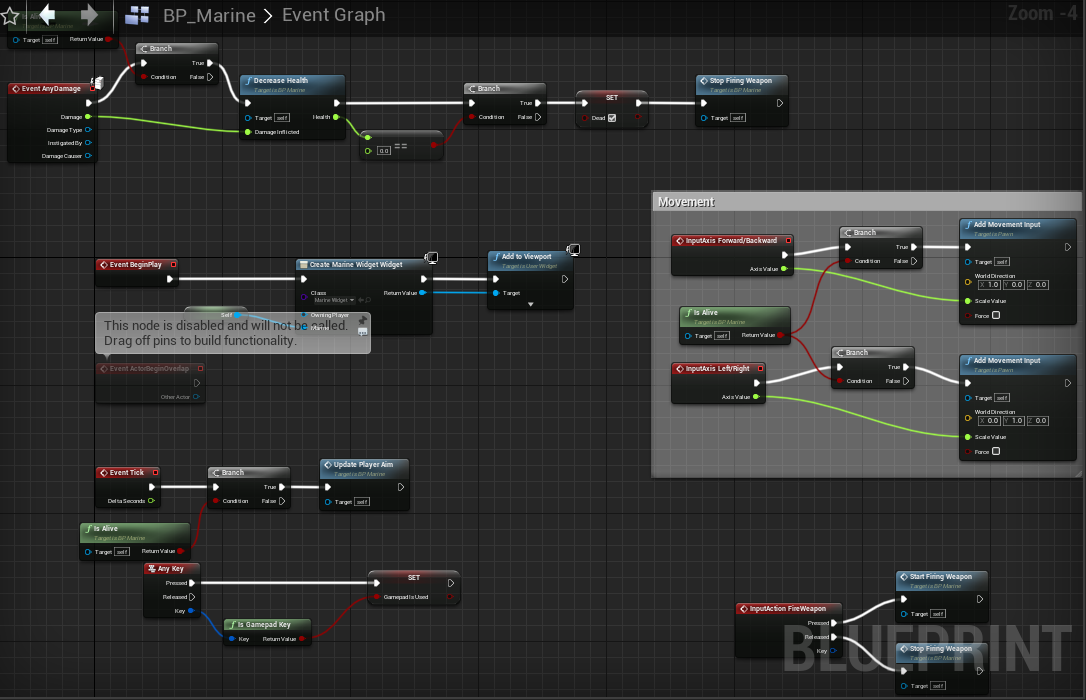 BP_Marine > Event Graph
Zoom -4
Is Alive
Target is BP Marine
Target self Return Value
Branch
True
Condition False
Event AnyDamage
Damage
Damage Type
Instigated By
Damage Causer
Decrease Health
Target is BP Marine
Target self Health
Damage Inflicted
0.0 ==
Branch
True
Condition False
SET
Dead
Stop Firing Weapon
Target is BP Marine
Target self
Movement
InputAxis Forward/Backward
Axis Value
Branch
True
Condition False
Add Movement Input
Target is Pawn
Target self
World Direction
X 1.0 Y 0.0 Z 0.0
Scale Value
Force
Is Alive
Target is BP Marine
Target self Return Value
InputAxis Left/Right
Axis Value
Branch
True
Condition False
Add Movement Input
Target is Pawn
Target self
World Direction
X 0.0 Y 1.0 Z 0.0
Scale Value
Force
Event BeginPlay
Create Marine Widget Widget
Class
Marine Widget
Return Value
Owning Player
Marine
Self
Add to Viewport
Target is User Widget
Target
This node is disabled and will not be called.
Drag off pins to build functionality.
Event ActorBeginOverlap
Other Actor
Event Tick
Delta Seconds
Branch
True
Condition False
Update Player Aim
Target is BP Marine
Target self
Is Alive
Target is BP Marine
Target self Return Value
Any Key
Pressed
Released
Key
Is Gamepad Key
Key Return Value
SET
Gamepad Is Used
InputAction FireWeapon
Pressed
Released
Key
Start Firing Weapon
Target is BP Marine
Target self
Stop Firing Weapon
Target is BP Marine
Target self
BLUEPRINT